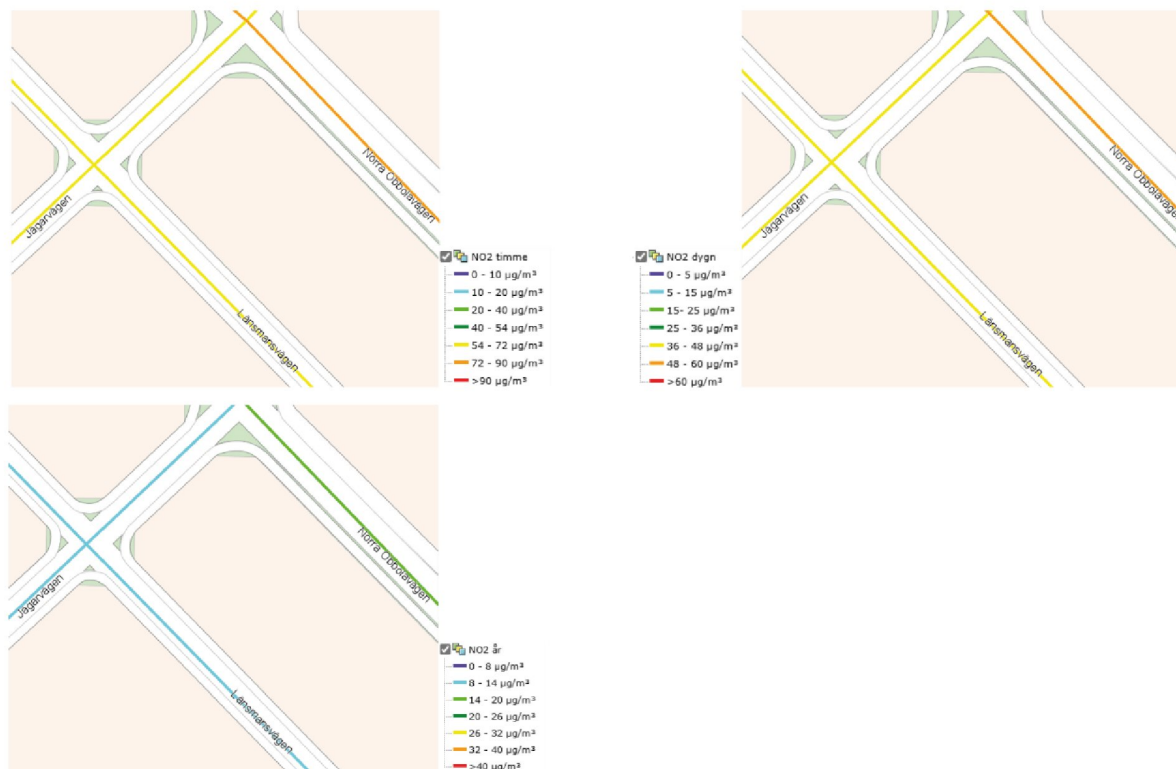 Norra Obbolavägen
Jägarvägen
Länsmansvägen
NO2 timme
0 - 10 µg/m³
10 - 20 µg/m³
20 - 40 µg/m³
40 - 54 µg/m³
54 - 72 µg/m³
72 - 90 µg/m³
>90 µg/m³
Norra Obbolavägen
Jägarvägen
Länsmansvägen
NO2 dygn
0 - 5 µg/m³
5 - 15 µg/m³
15- 25 µg/m³
25 - 36 µg/m³
36 - 48 µg/m³
48 - 60 µg/m³
>60 µg/m³
Norra Obbolavägen
Jägarvägen
Länsmansvägen
NO2 år
0 - 8 µg/m³
8 - 14 µg/m³
14 - 20 µg/m³
20 - 26 µg/m³
26 - 32 µg/m³
32 - 40 µg/m³
>40 µg/m³